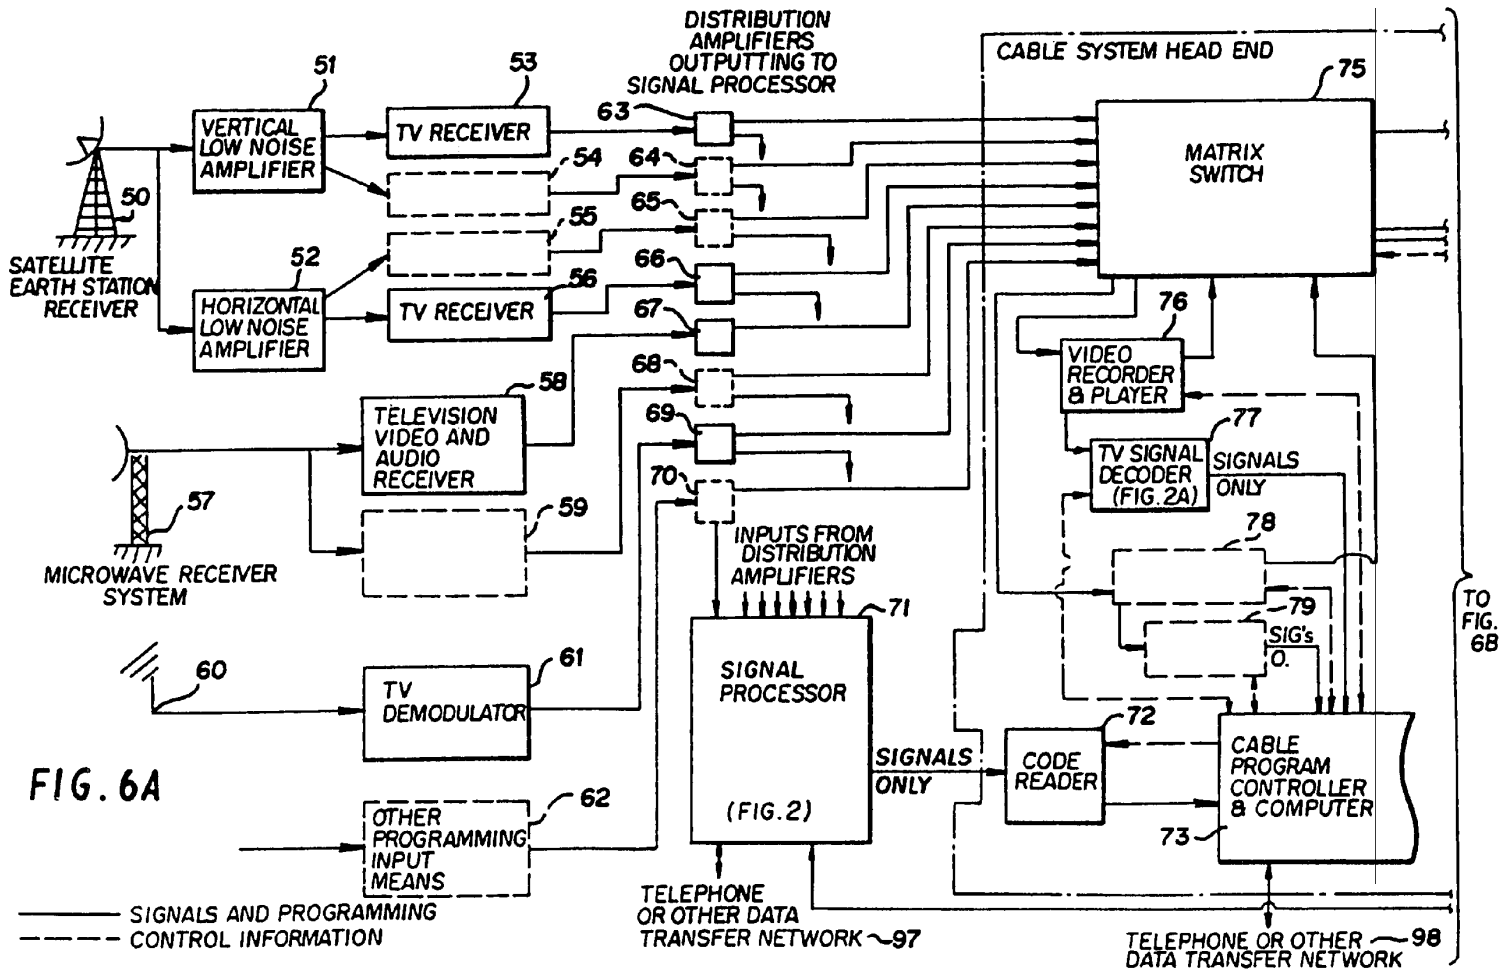 DISTRIBUTION
AMPLIFIERS
OUTPUTTING TO
SIGNAL PROCESSOR
CABLE SYSTEM HEAD END
51
53
63
75
VERTICAL
LOW NOISE
AMPLIFIER
TV RECEIVER
MATRIX
SWITCH
54
64
50
55
65
SATELLITE
EARTH STATION
RECEIVER
52
66
HORIZONTAL
LOW NOISE
AMPLIFIER
TV RECEIVER
56
67
76
VIDEO
RECORDER
& PLAYER
68
58
TELEVISION
VIDEO AND
AUDIO
RECEIVER
69
77
TV SIGNAL
DECODER
(FIG.2A)
SIGNALS
ONLY
70
57
59
INPUTS FROM
DISTRIBUTION
AMPLIFIERS
78
MICROWAVE RECEIVER
SYSTEM
71
79
SIG's
O.
TO
FIG.
6B
60
61
TV
DEMODULATOR
SIGNAL
PROCESSOR
(FIG.2)
SIGNALS
ONLY
72
CODE
READER
CABLE
PROGRAM
CONTROLLER
& COMPUTER
73
FIG. 6A
62
OTHER
PROGRAMMING
INPUT
MEANS
TELEPHONE
OR OTHER DATA
TRANSFER NETWORK ~97
SIGNALS AND PROGRAMMING
CONTROL INFORMATION
TELEPHONE OR OTHER 98
DATA TRANSFER NETWORK